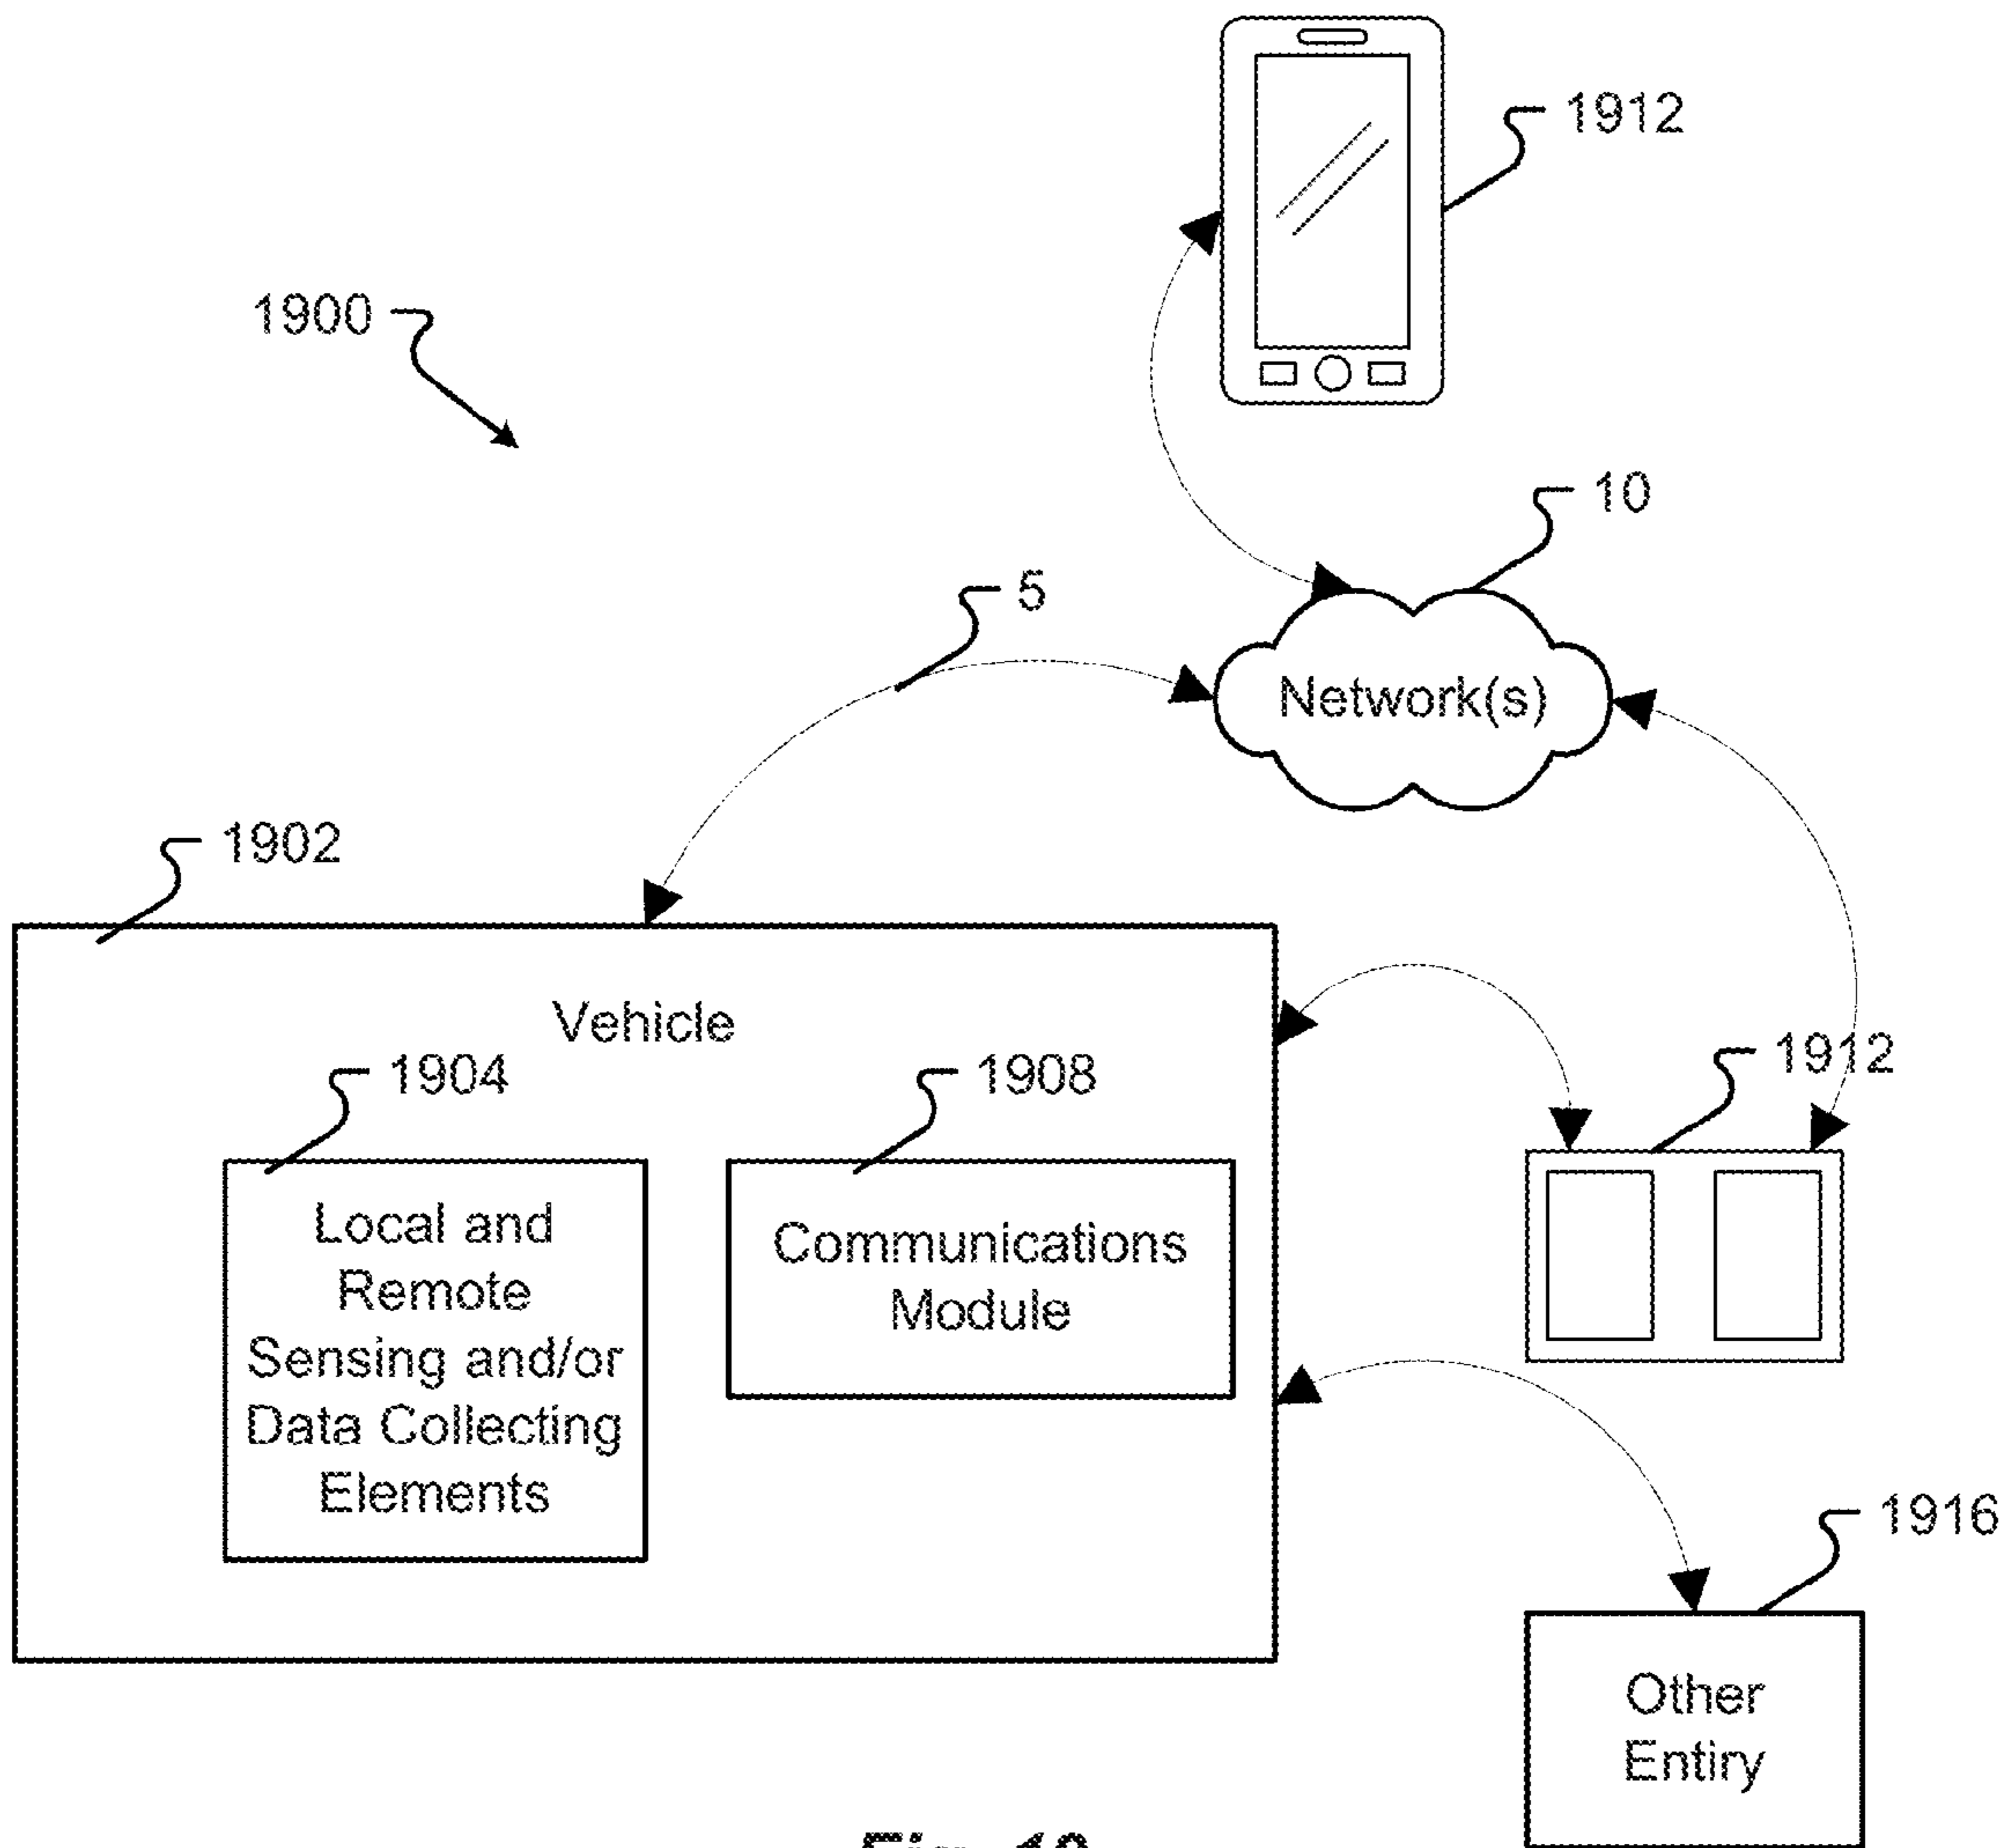 1912
1900
10
5
Network(s)
1902
Vehicle
1904
1908
1912
Local and
Remote
Sensing and/or
Data Collecting
Elements
Communications
Module
1916
Other
Entiry